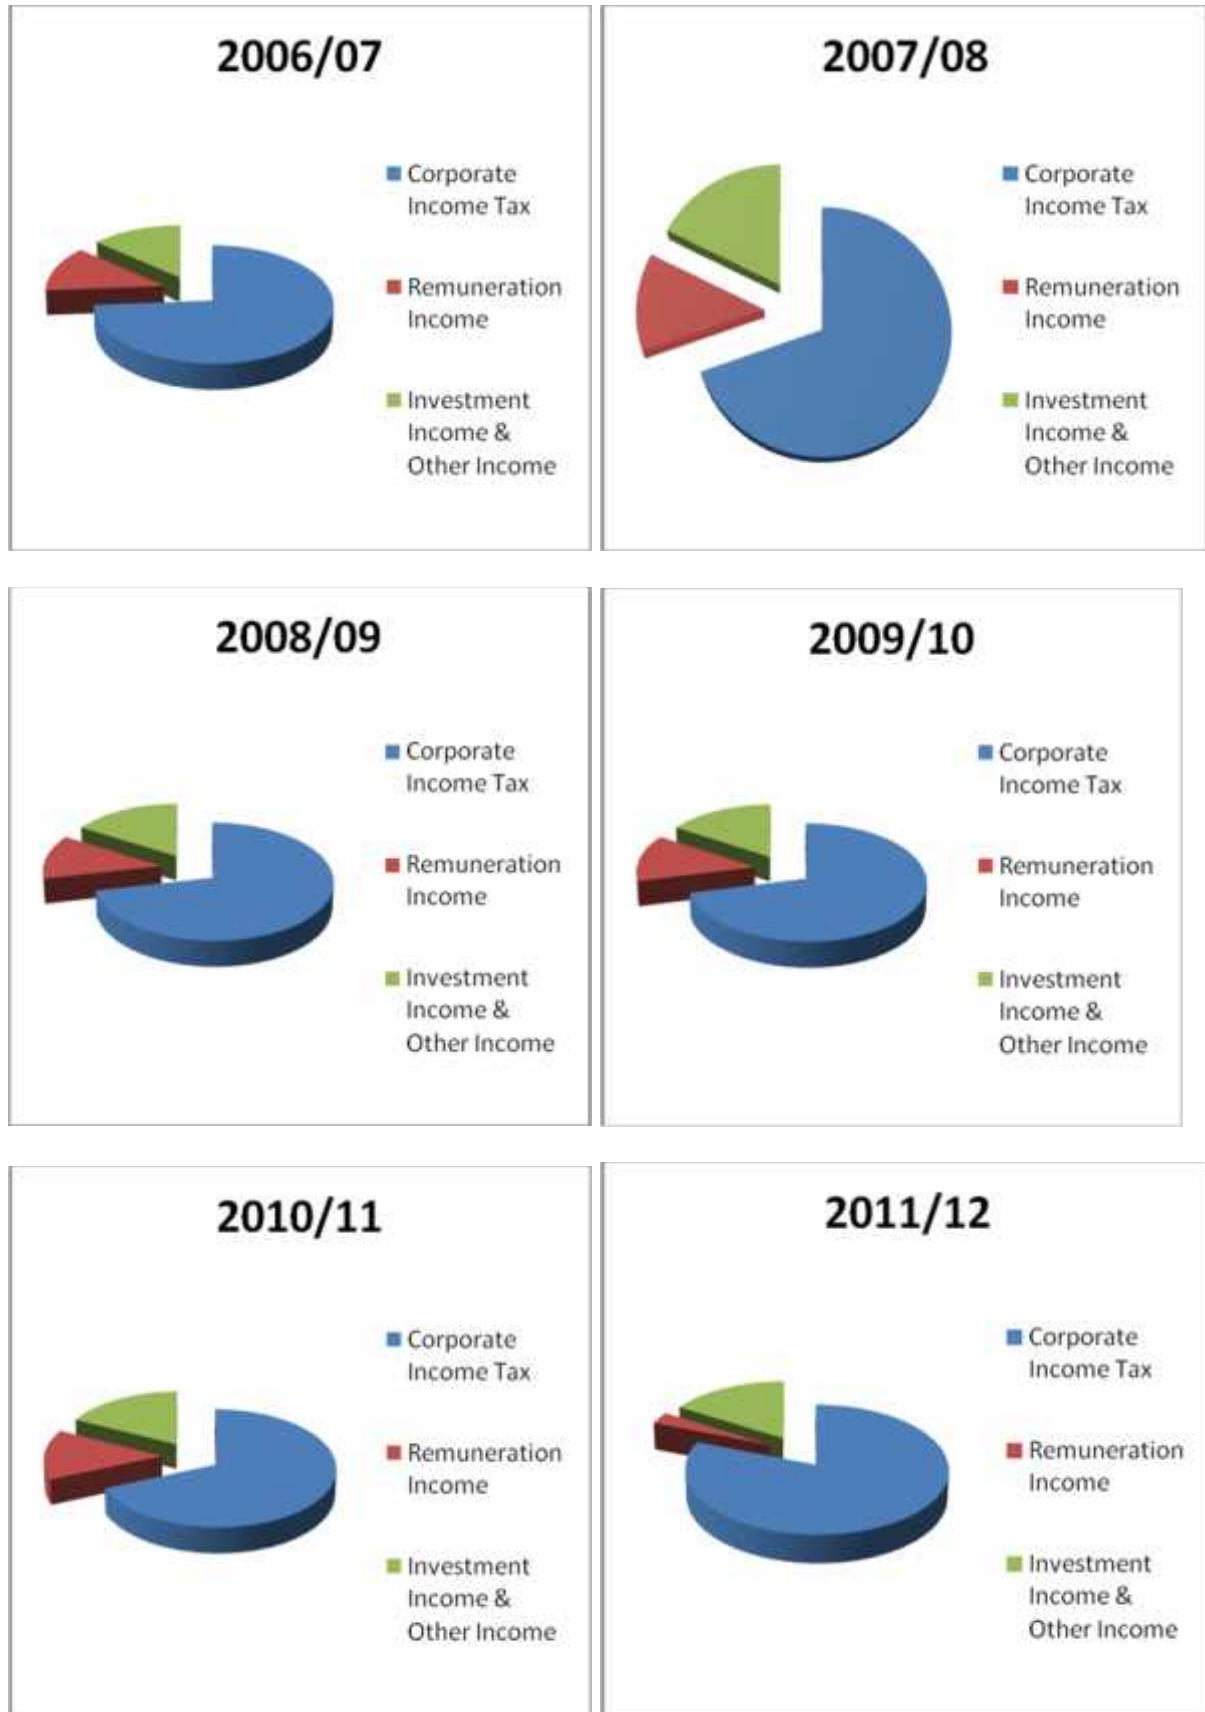 2006/07
Corporate
Income Tax
Remuneration
Income
Investment
Income &
Other Income
2007/08
Corporate
Income Tax
Remuneration
Income
Investment
Income &
Other Income
2008/09
Corporate
Income Tax
Remuneration
Income
Investment
Income &
Other Income
2009/10
Corporate
Income Tax
Remuneration
Income
Investment
Income &
Other Income
2010/11
Corporate
Income Tax
Remuneration
Income
Investment
Income &
Other Income
2011/12
Corporate
Income Tax
Remuneration
Income
Investment
Income &
Other Income